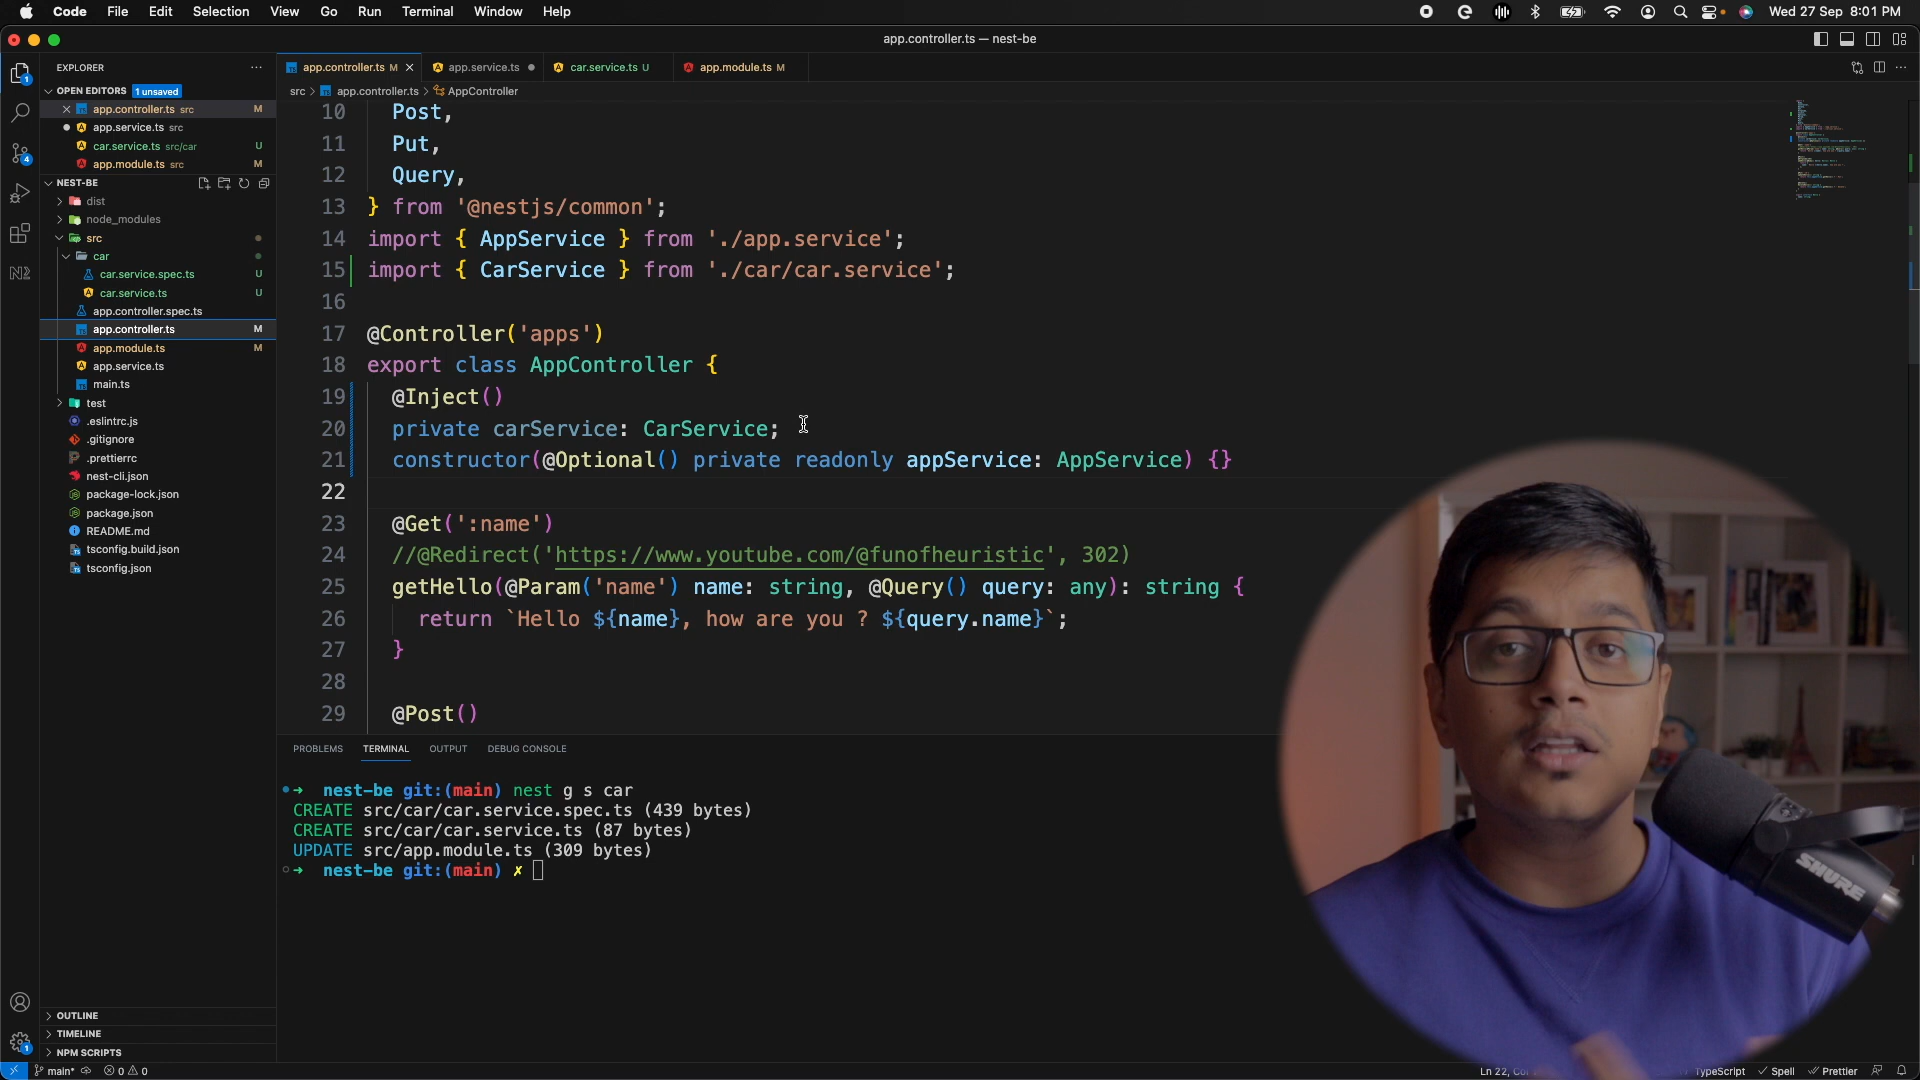 Code File Edit Selection View Go Run Terminal Window Help
Wed 27 Sep 8:01 PM
app.controller.ts — nest-be
EXPLORER
OPEN EDITORS 1 unsaved
app.controller.ts src M
app.service.ts src
car.service.ts src/car U
app.module.ts src M
NEST-BE
dist
node_modules
src
car
car.service.spec.ts U
car.service.ts U
app.controller.spec.ts
app.controller.ts M
app.module.ts M
app.service.ts
main.ts
test
.eslintrc.js
.gitignore
.prettierrc
nest-cli.json
package-lock.json
package.json
README.md
tsconfig.build.json
tsconfig.json
OUTLINE
TIMELINE
NPM SCRIPTS
app.controller.ts M app.service.ts car.service.ts U app.module.ts M
src > app.controller.ts > AppController
10 Post,
11 Put,
12 Query,
13 } from '@nestjs/common';
14 import { AppService } from './app.service';
15 import { CarService } from './car/car.service';
16
17 @Controller('apps')
18 export class AppController {
19 @Inject()
20 private carService: CarService;
21 constructor(@Optional() private readonly appService: AppService) {}
22
23 @Get(':name')
24 //@Redirect('https://www.youtube.com/@funofheuristic', 302)
25 getHello(@Param('name') name: string, @Query() query: any): string {
26 return `Hello ${name}, how are you ? ${query.name}`;
27 }
28
29 @Post()
PROBLEMS TERMINAL OUTPUT DEBUG CONSOLE
➜ nest-be git:(main) nest g s car
CREATE src/car/car.service.spec.ts (439 bytes)
CREATE src/car/car.service.ts (87 bytes)
UPDATE src/app.module.ts (309 bytes)
➜ nest-be git:(main) ✗
SHURE
main* 0 0
Ln 22, TypeScript Spell Prettier